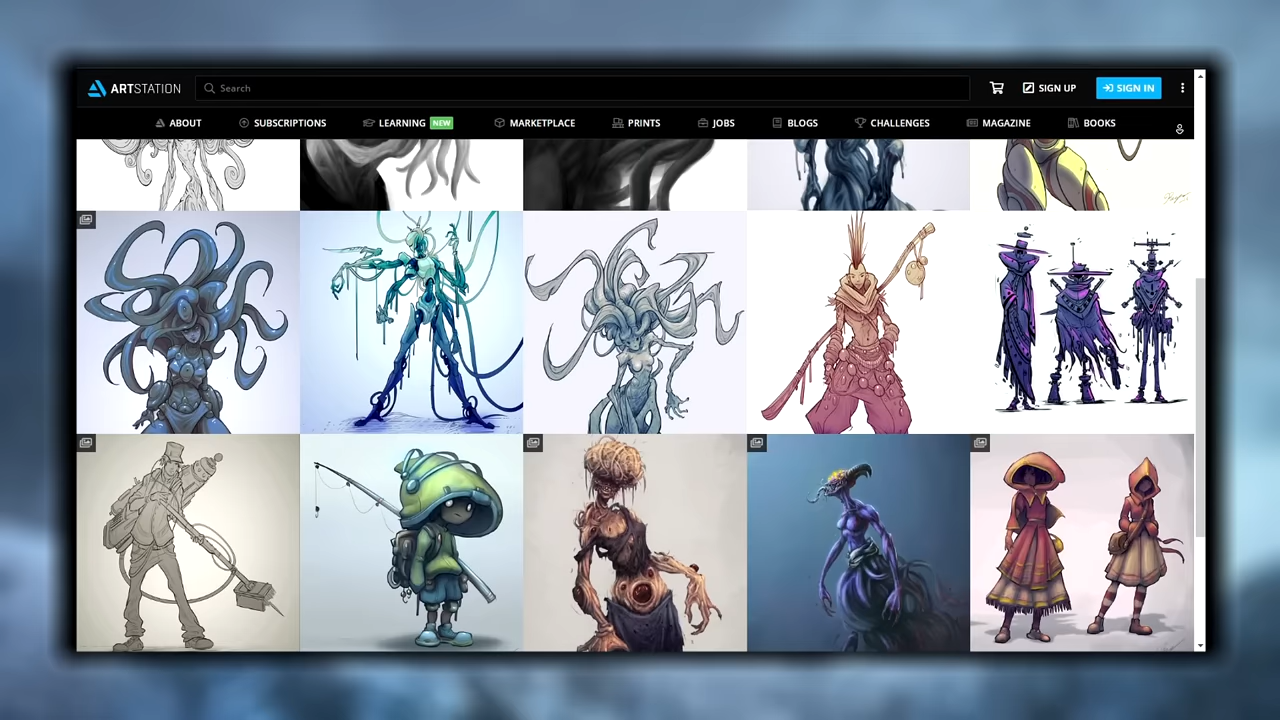 ARTSTATION Search SIGN UP SIGN IN
ABOUT SUBSCRIPTIONS LEARNING NEW MARKETPLACE PRINTS JOBS BLOGS CHALLENGES MAGAZINE BOOKS